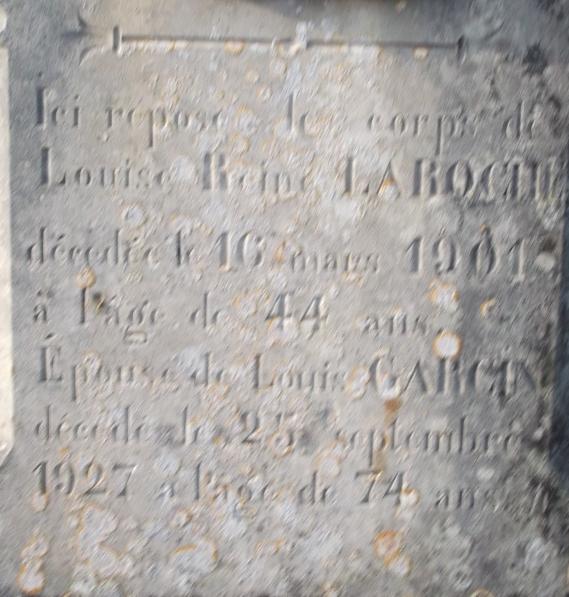 Ici repose le corps de
Louise Reine
décédée le 16 mars 1901
à l'âge de 44 ans.
Épouse de Louis GARCIN
décédé le 25 septembre
1927 à l'âge de 74 ans